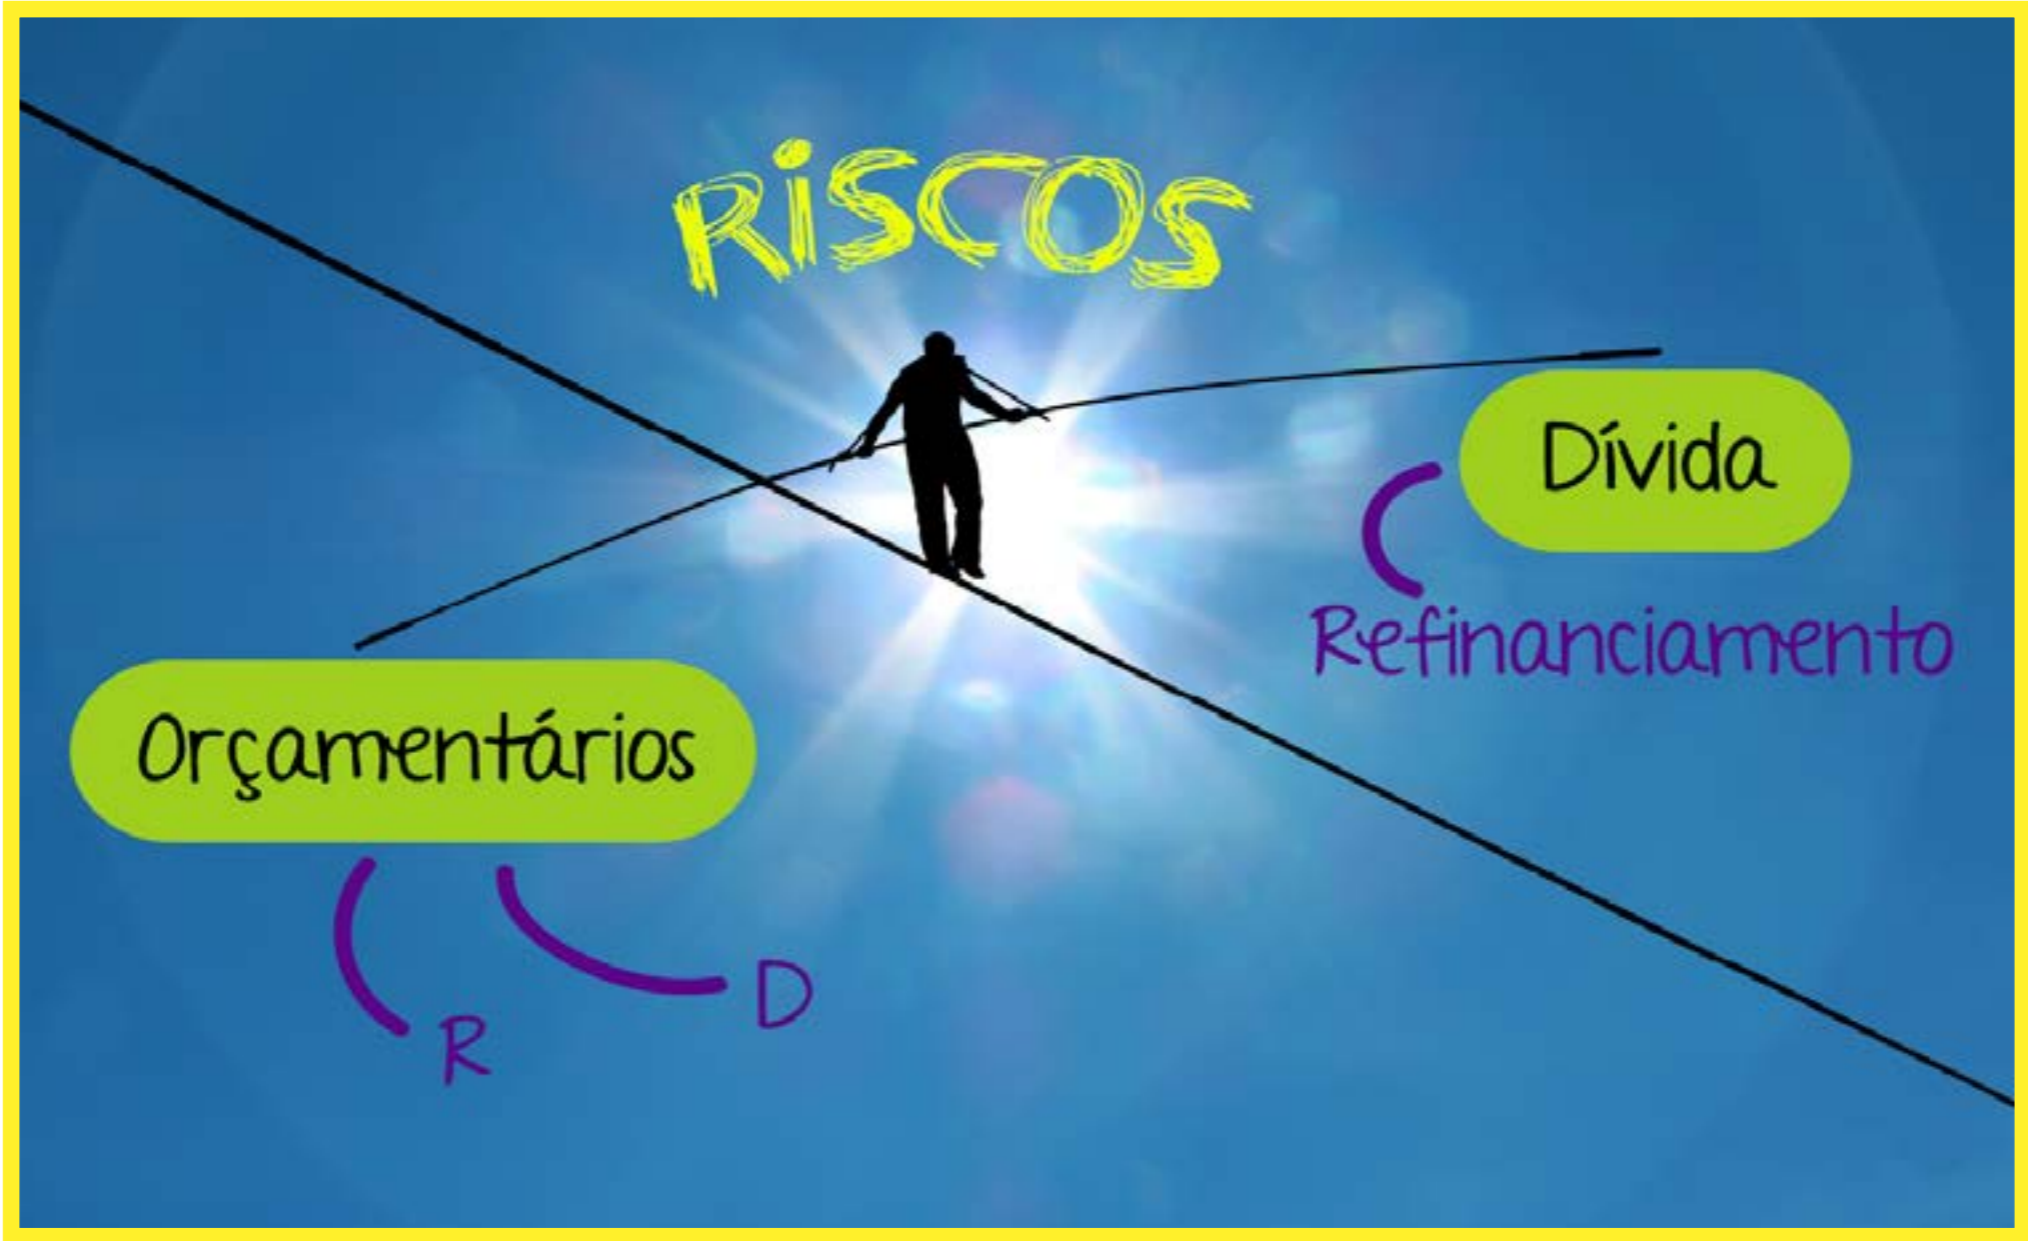 RiSCOS
Dívida
Refinanciamento
Orçamentários
R
D